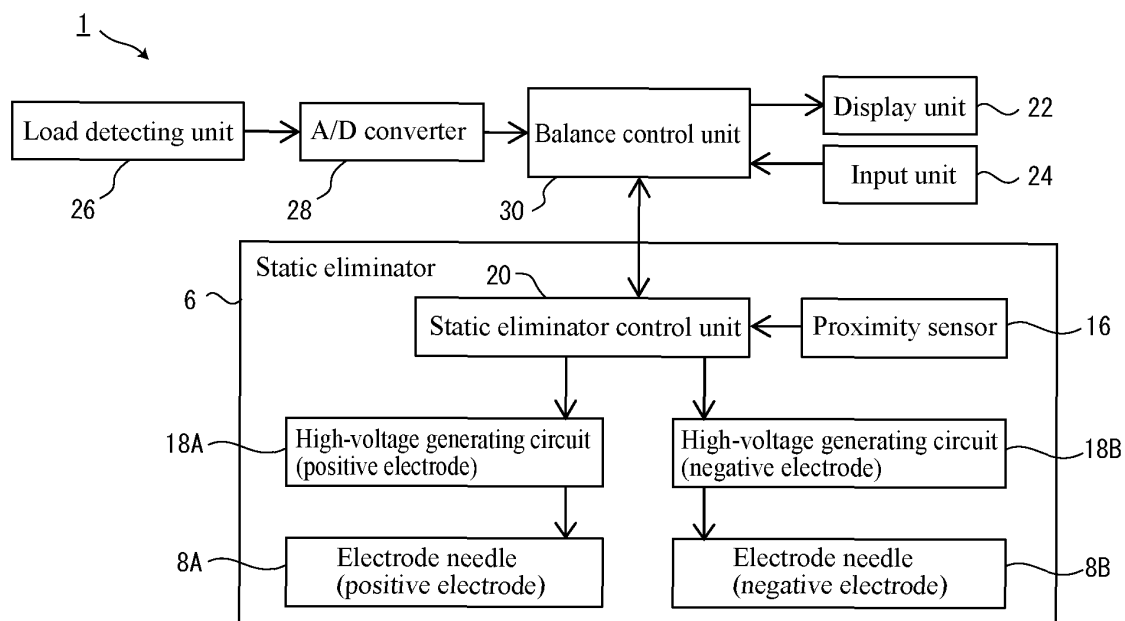 1
Load detecting unit
A/D converter
Balance control unit
Display unit
22
Input unit
24
26
28
30
Static eliminator
6
20
Static eliminator control unit
Proximity sensor
16
18A
High-voltage generating circuit
(positive electrode)
High-voltage generating circuit
(negative electrode)
18B
8A
Electrode needle
(positive electrode)
Electrode needle
(negative electrode)
8B